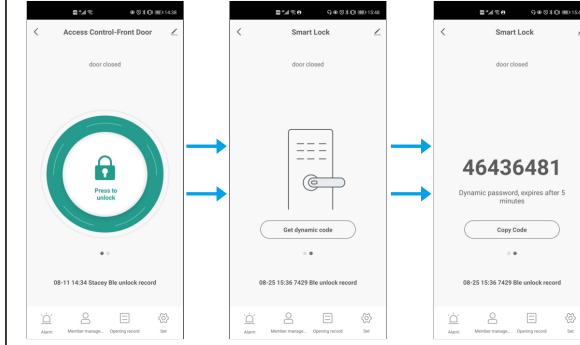 14:38
Access Control-Front Door
door closed
Press to
unlock
08-11 14:34 Stacey Ble unlock record
Alarm
Member manage...
Opening record
Set
15:48
Smart Lock
door closed
Get dynamic code
08-25 15:36 7429 Ble unlock record
Alarm
Member manage...
Opening record
Set
Smart Lock
door closed
46436481
Dynamic password, expires after 5
minutes
Copy Code
08-25 15:36 7429 Ble unlock record
Alarm
Member manage...
Opening record
Set